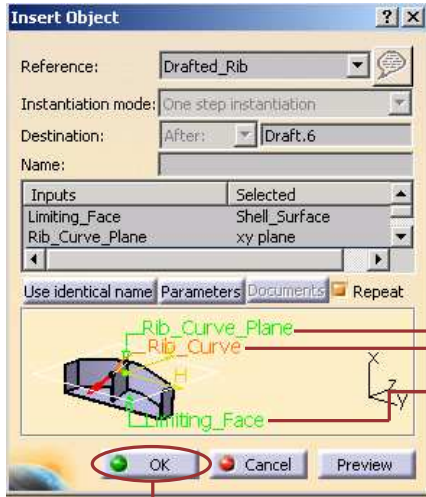 Insert Object
Reference: Drafted_Rib
Instantiation mode: One step instantiation
Destination: After: Draft.6
Name:
Inputs Selected
Limiting_Face Shell_Surface
Rib_Curve_Plane xy plane
Use identical name Parameters Documents Repeat
Rib_Curve_Plane
Rib_Curve
H
x
z
y
Limiting_Face
OK Cancel Preview